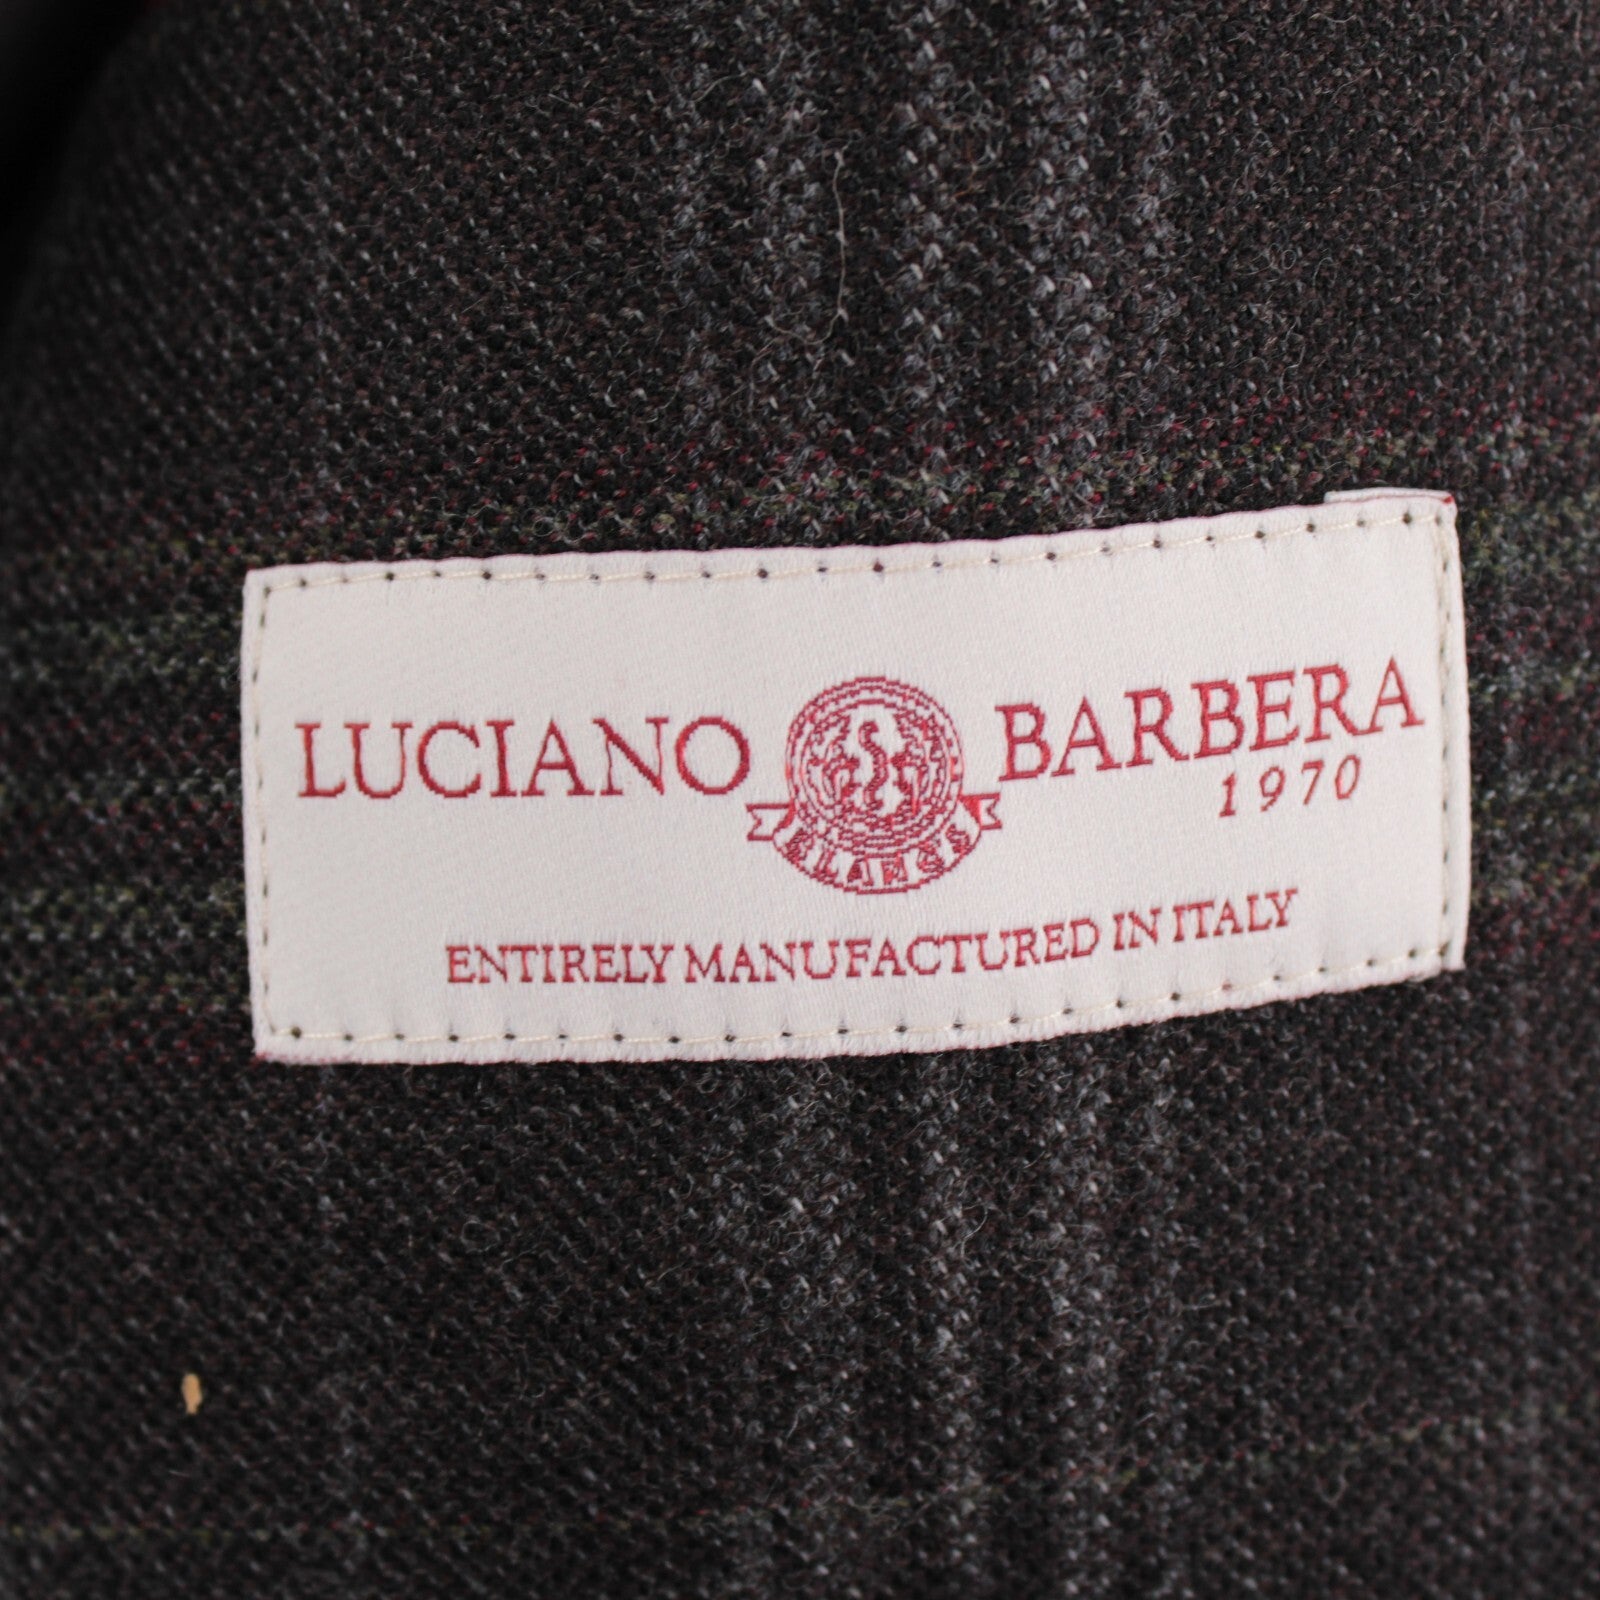 LUCIANO BARBERA
1970
ENTIRELY MANUFACTURED IN ITALY